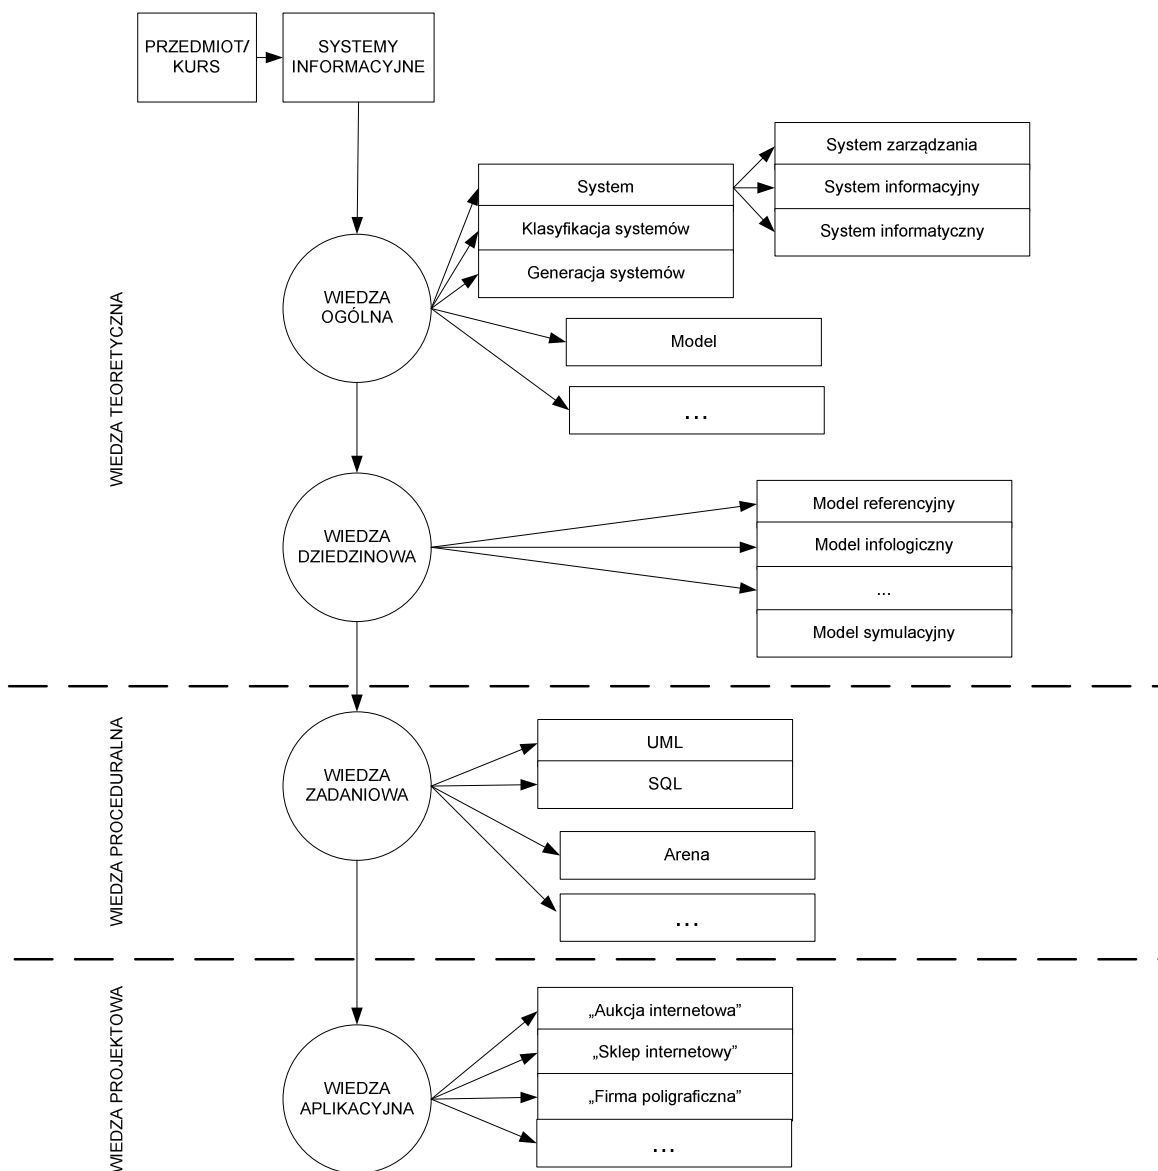 PRZEDMIOT/
KURS
SYSTEMY
INFORMACYJNE
WIEDZA TEORETYCZNA
WIEDZA
OGÓLNA
System
Klasyfikacja systemów
Generacja systemów
Model
...
System zarządzania
System informacyjny
System informatyczny
WIEDZA
DZIEDZINOWA
Model referencyjny
Model infologiczny
...
Model symulacyjny
WIEDZA PROCEDURALNA
WIEDZA
ZADANIOWA
UML
SQL
Arena
...
WIEDZA PROJEKTOWA
WIEDZA
APLIKACYJNA
„Aukcja internetowa”
„Sklep internetowy”
„Firma poligraficzna”
...